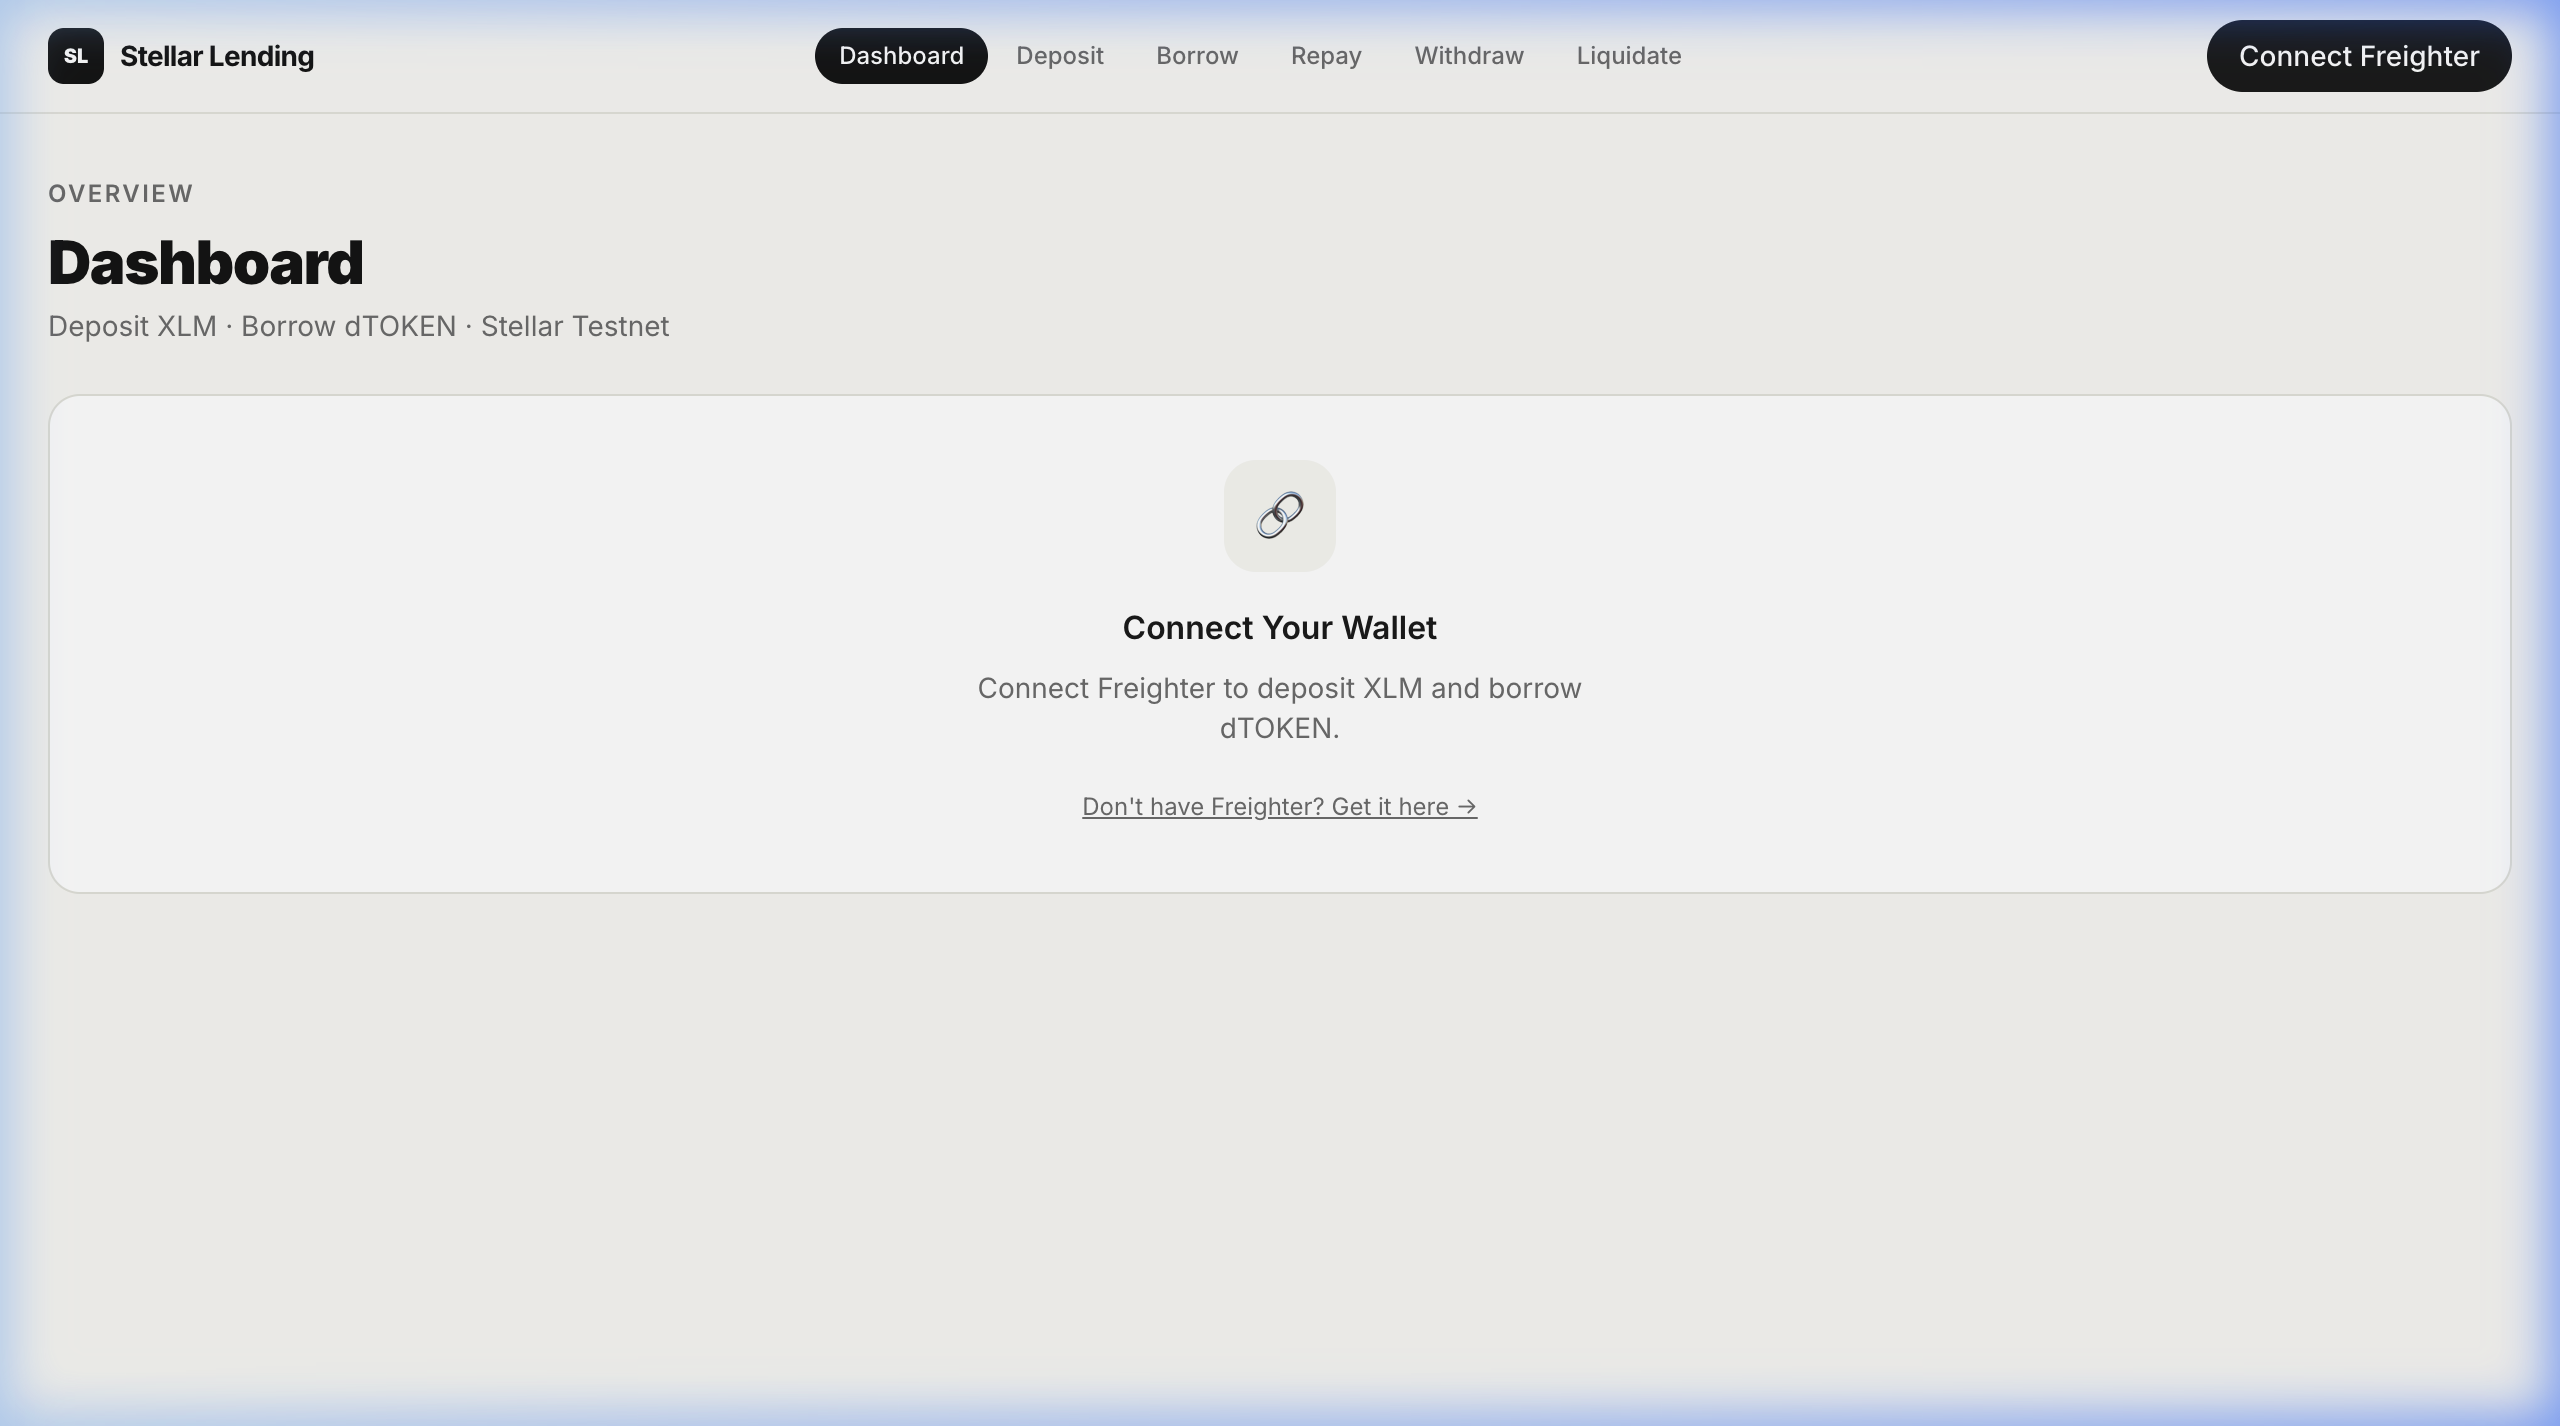 SL
Stellar Lending
Dashboard
Deposit
Borrow
Repay
Withdraw
Liquidate
Connect Freighter
OVERVIEW
Dashboard
Deposit XLM · Borrow dTOKEN · Stellar Testnet
Connect Your Wallet
Connect Freighter to deposit XLM and borrow
dTOKEN.
Don't have Freighter? Get it here →